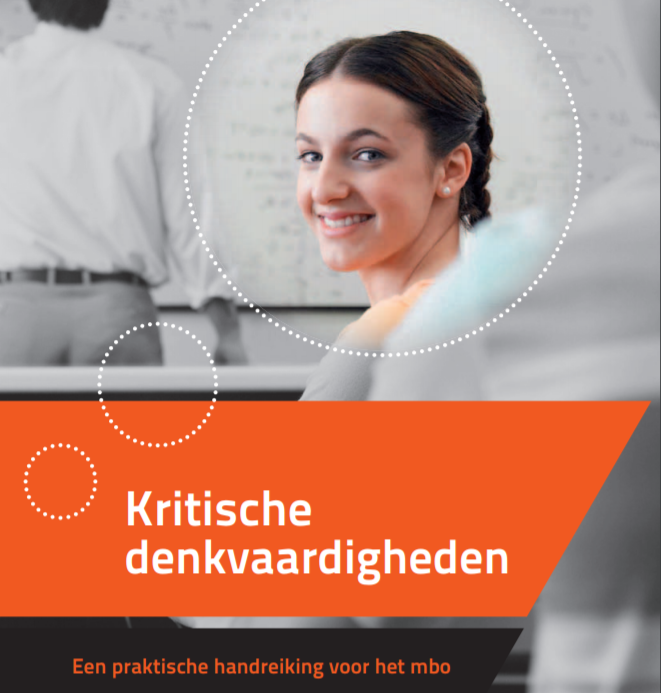 Kritische
denkvaardigheden
Een praktische handreiking voor het mbo